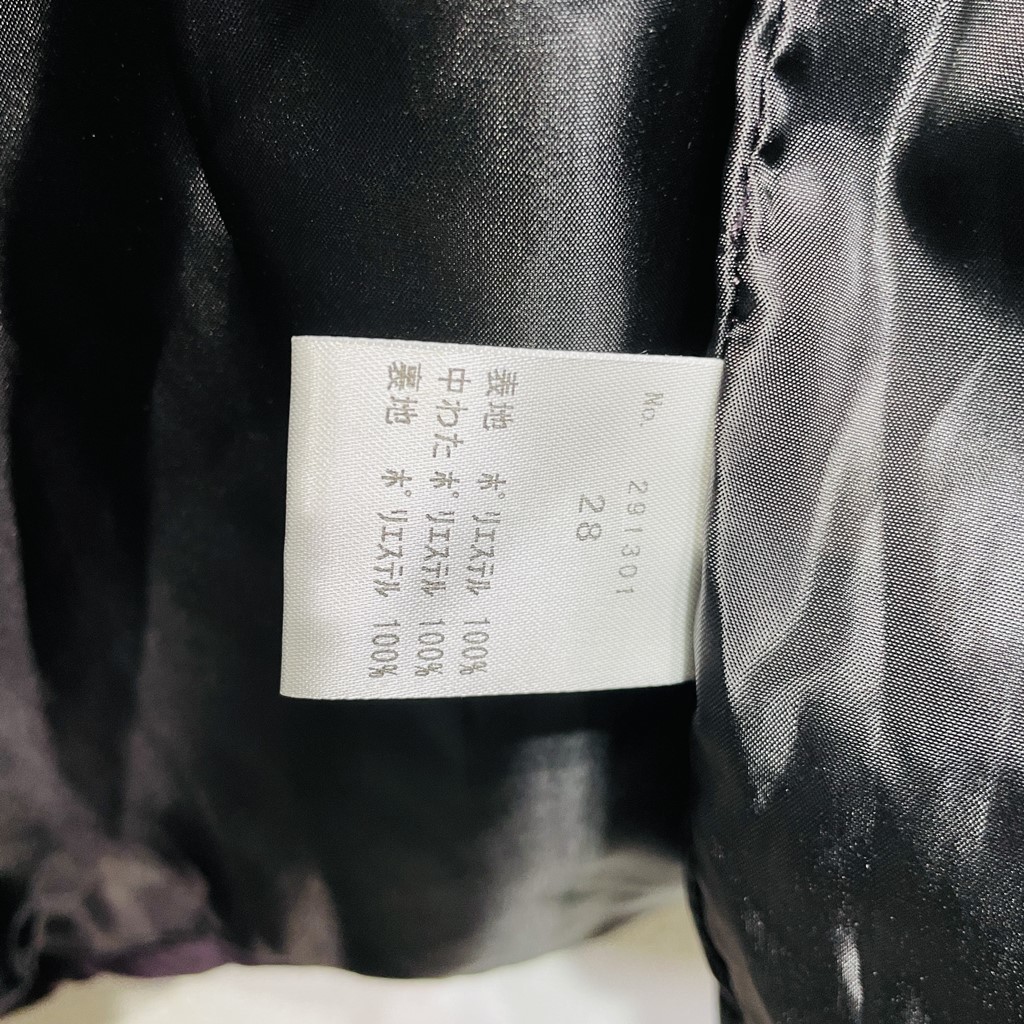 No. 291301
28
表地 ポリエステル 100%
中わた ポリエステル 100%
裏地 ポリエステル 100%